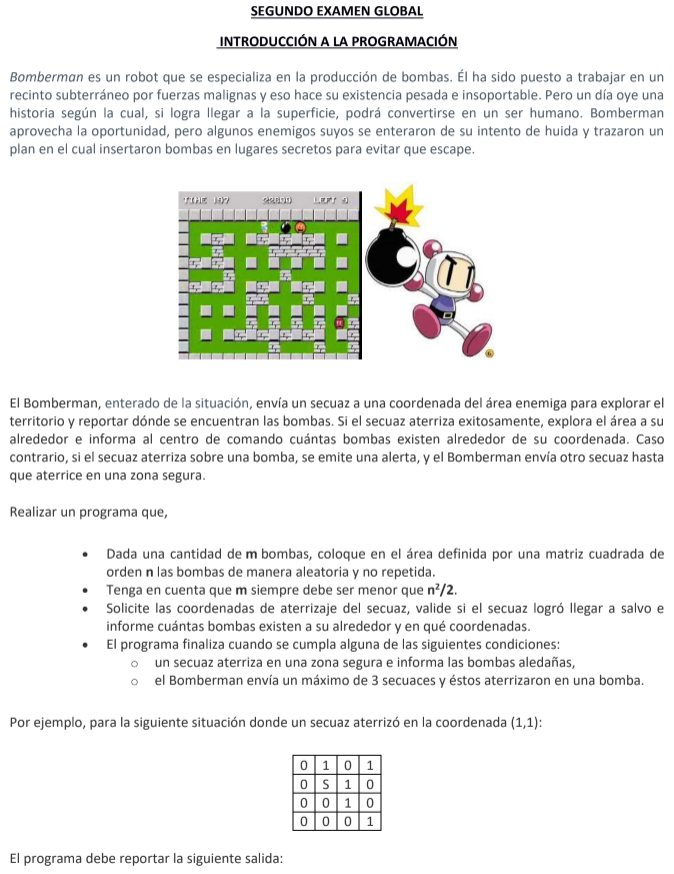 SEGUNDO EXAMEN GLOBAL
INTRODUCCIÓN A LA PROGRAMACIÓN
Bomberman es un robot que se especializa en la producción de bombas. Él ha sido puesto a trabajar en un
recinto subterráneo por fuerzas malignas y eso hace su existencia pesada e insoportable. Pero un día oye una
historia según la cual, si logra llegar a la superficie, podrá convertirse en un ser humano. Bomberman
aprovecha la oportunidad, pero algunos enemigos suyos se enteraron de su intento de huida y trazaron un
plan en el cual insertaron bombas en lugares secretos para evitar que escape.
TIME 197 LEFT
El Bomberman, enterado de la situación, envía un secuaz a una coordenada del área enemiga para explorar el
territorio y reportar dónde se encuentran las bombas. Si el secuaz aterriza exitosamente, explora el área a su
alrededor e informa al centro de comando cuántas bombas existen alrededor de su coordenada. Caso
contrario, si el secuaz aterriza sobre una bomba, se emite una alerta, y el Bomberman envía otro secuaz hasta
que aterrice en una zona segura.
Realizar un programa que,
• Dada una cantidad de m bombas, coloque en el área definida por una matriz cuadrada de
orden n las bombas de manera aleatoria y no repetida.
• Tenga en cuenta que m siempre debe ser menor que n²/2.
• Solicite las coordenadas de aterrizaje del secuaz, valide si el secuaz logró llegar a salvo e
informe cuántas bombas existen a su alrededor y en qué coordenadas.
• El programa finaliza cuando se cumpla alguna de las siguientes condiciones:
o un secuaz aterriza en una zona segura e informa las bombas aledañas,
o el Bomberman envía un máximo de 3 secuaces y éstos aterrizaron en una bomba.
Por ejemplo, para la siguiente situación donde un secuaz aterrizó en la coordenada (1,1):
0 1 0 1
0 S 1 0
0 0 1 0
0 0 0 1
El programa debe reportar la siguiente salida: